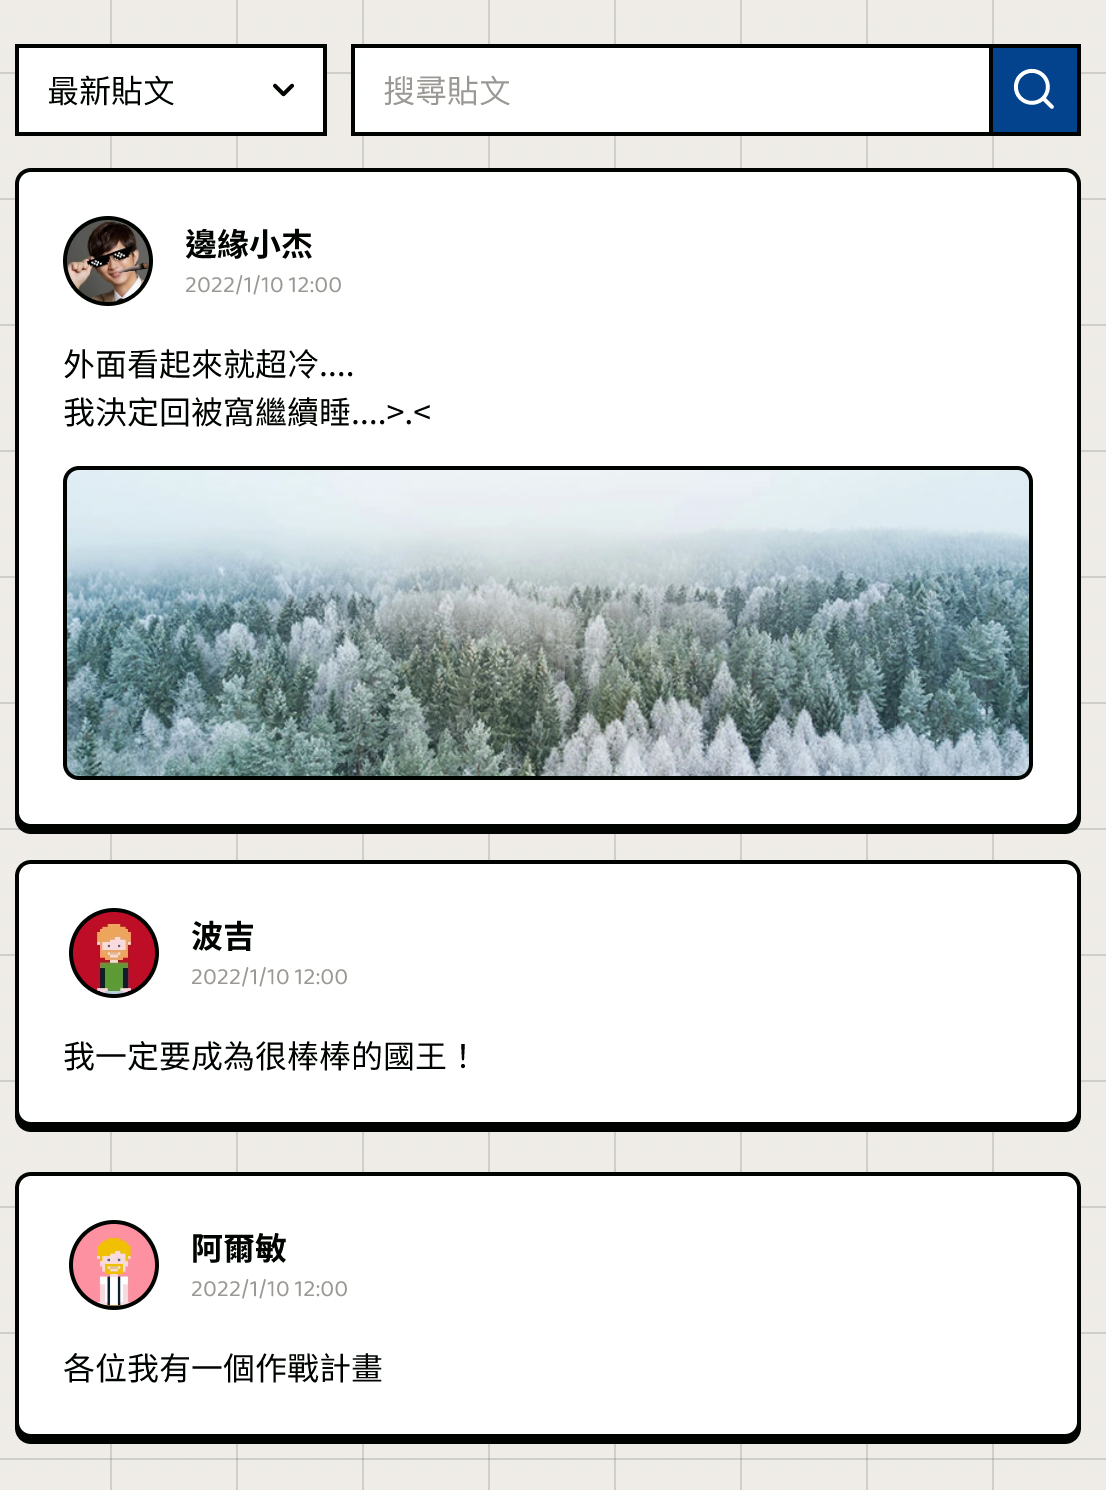 最新貼文
搜尋貼文
邊緣小杰
2022/1/10 12:00
外面看起來就超冷....
我決定回被窩繼續睡....>.<
波吉
2022/1/10 12:00
我一定要成為很棒棒的國王！
阿爾敏
2022/1/10 12:00
各位我有一個作戰計畫